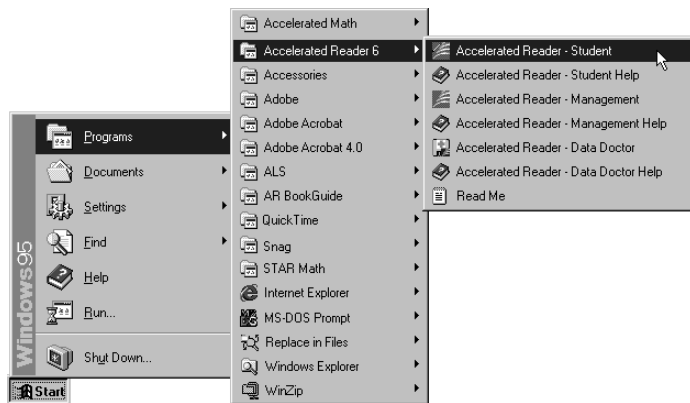 Programs
Documents
Settings
Find
Help
Run...
Shut Down...
Windows95
Start
Accelerated Math
Accelerated Reader 6
Accessories
Adobe
Adobe Acrobat
Adobe Acrobat 4.0
ALS
AR BookGuide
QuickTime
Snag
STAR Math
Internet Explorer
MS-DOS Prompt
Replace in Files
Windows Explorer
WinZip
Accelerated Reader - Student
Accelerated Reader - Student Help
Accelerated Reader - Management
Accelerated Reader - Management Help
Accelerated Reader - Data Doctor
Accelerated Reader - Data Doctor Help
Read Me